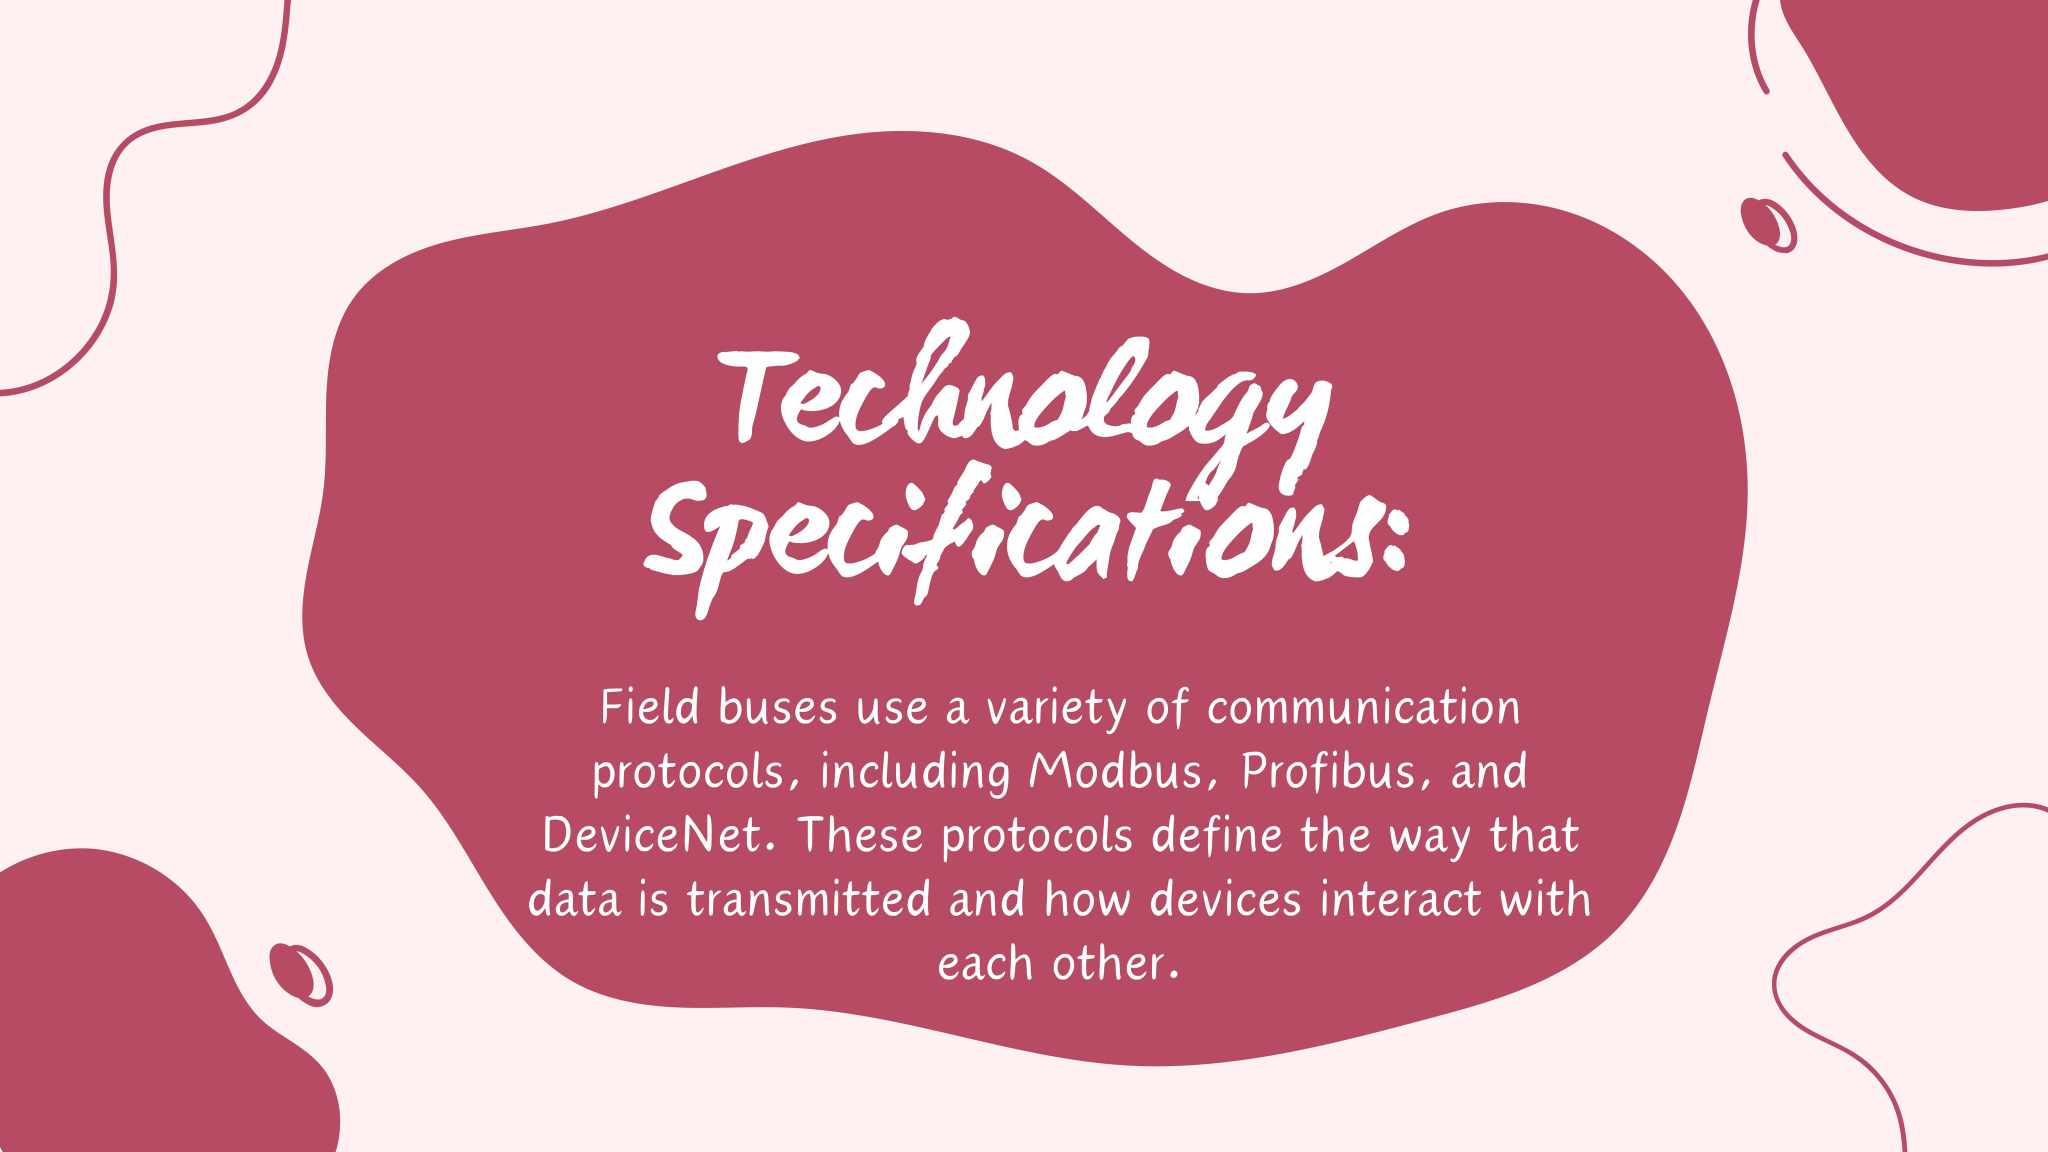 Technology
Specifications:
Field buses use a variety of communication
protocols, including Modbus, Profibus, and
DeviceNet. These protocols define the way that
data is transmitted and how devices interact with
each other.